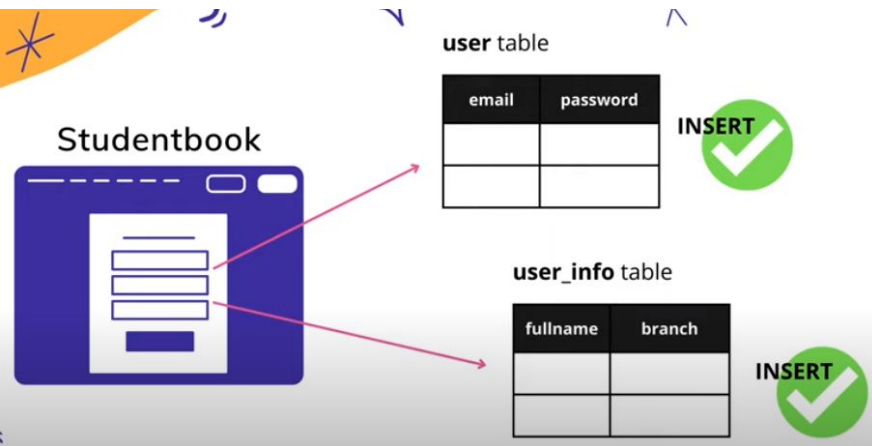 user table
email password
INSERT
Studentbook
user_info table
fullname branch
INSERT